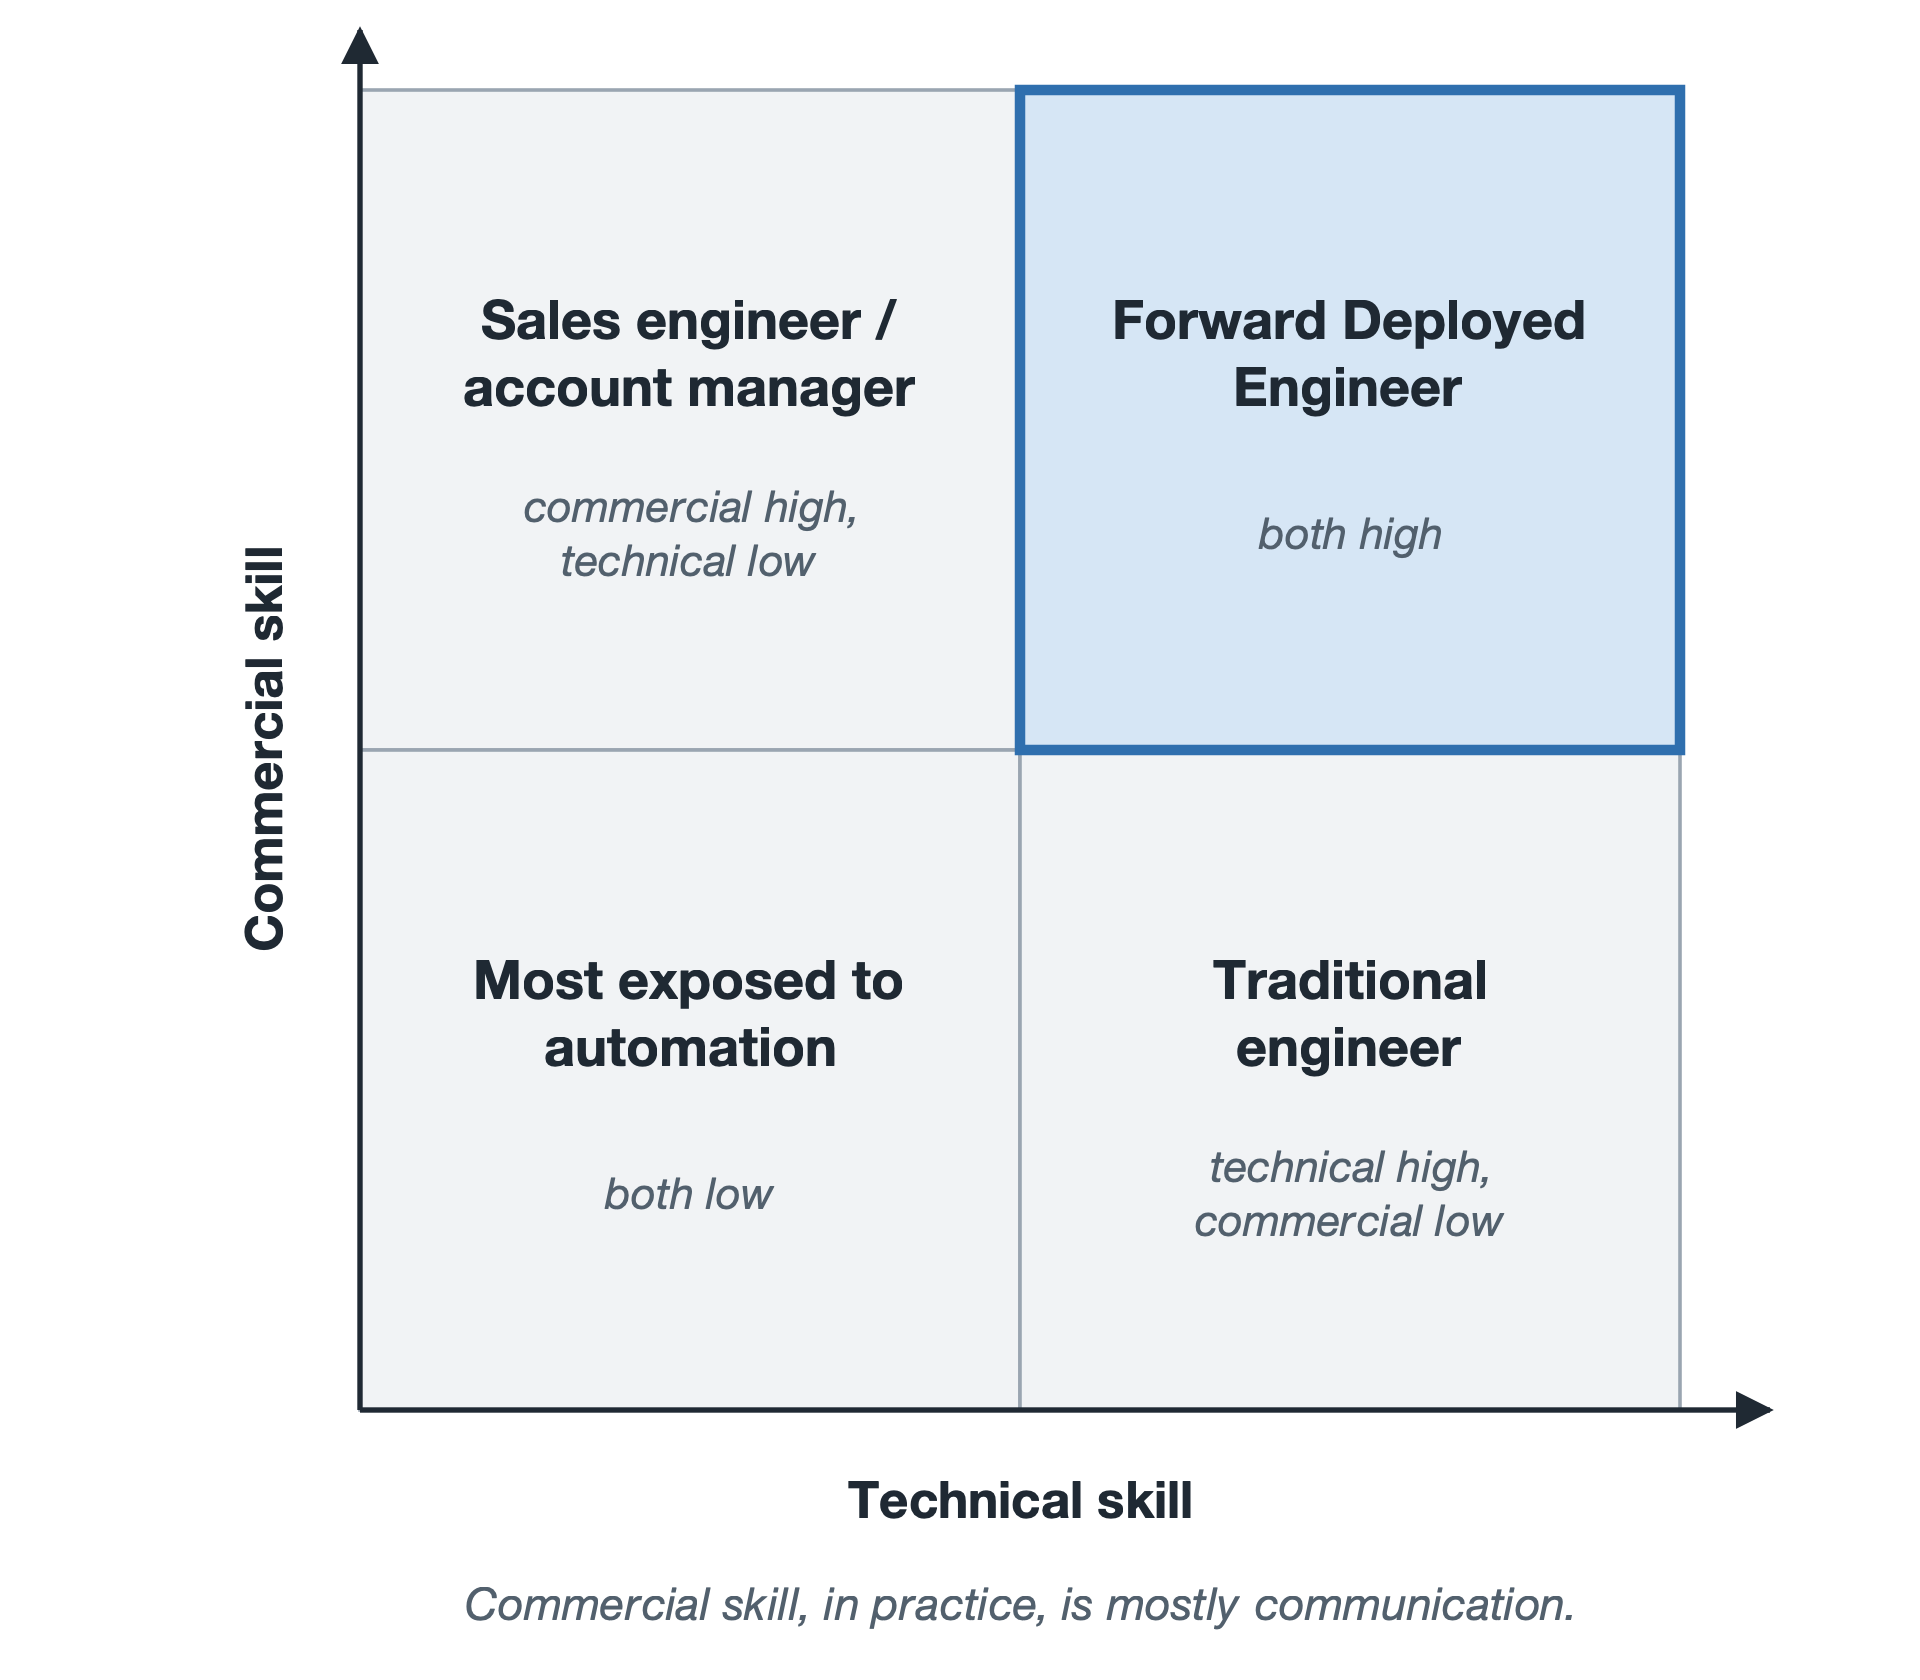 Sales engineer /
account manager
commercial high,
technical low
Forward Deployed
Engineer
both high
Commercial skill
Most exposed to
automation
both low
Traditional
engineer
technical high,
commercial low
Technical skill
Commercial skill, in practice, is mostly communication.